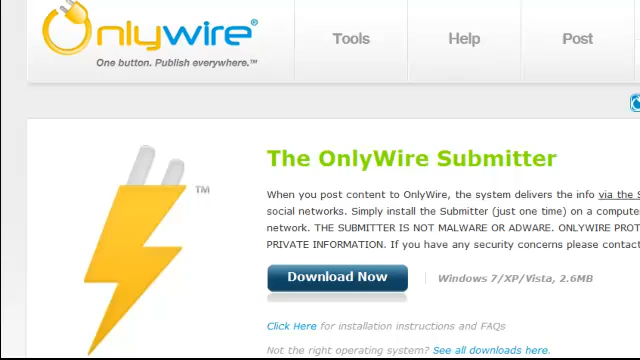 Onlywire®
One button. Publish everywhere.™
Tools
Help
Post
The OnlyWire Submitter
TM
When you post content to OnlyWire, the system delivers the info via the S
social networks. Simply install the Submitter (just one time) on a compute
network. THE SUBMITTER IS NOT MALWARE OR ADWARE. ONLYWIRE PROT
PRIVATE INFORMATION. If you have any security concerns please contac
Download Now
Windows 7/XP/Vista, 2.6MB
Click Here for installation instructions and FAQs
Not the right operating system? See all downloads here.